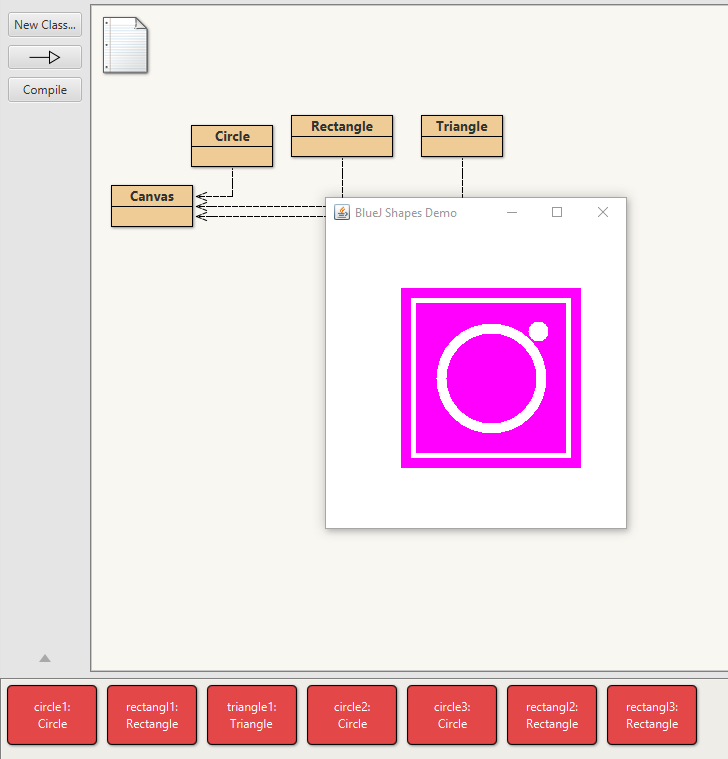 New Class...
Compile
Circle
Rectangle
Triangle
Canvas
BlueJ Shapes Demo
circle1:
Circle
rectangl1:
Rectangle
triangle1:
Triangle
circle2:
Circle
circle3:
Circle
rectangl2:
Rectangle
rectangl3:
Rectangle